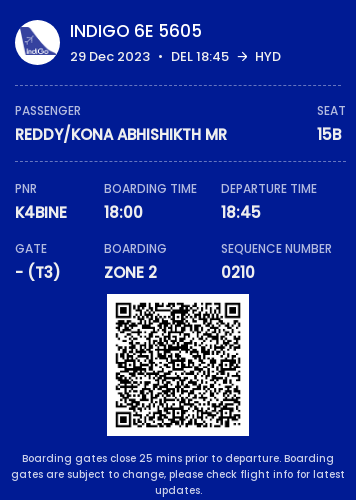 IndiGo
INDIGO 6E 5605
29 Dec 2023 • DEL 18:45 → HYD
PASSENGER SEAT
REDDY/KONA ABHISHIKTH MR 15B
PNR BOARDING TIME DEPARTURE TIME
K4BINE 18:00 18:45
GATE BOARDING SEQUENCE NUMBER
- (T3) ZONE 2 0210
Boarding gates close 25 mins prior to departure. Boarding
gates are subject to change, please check flight info for latest
updates.